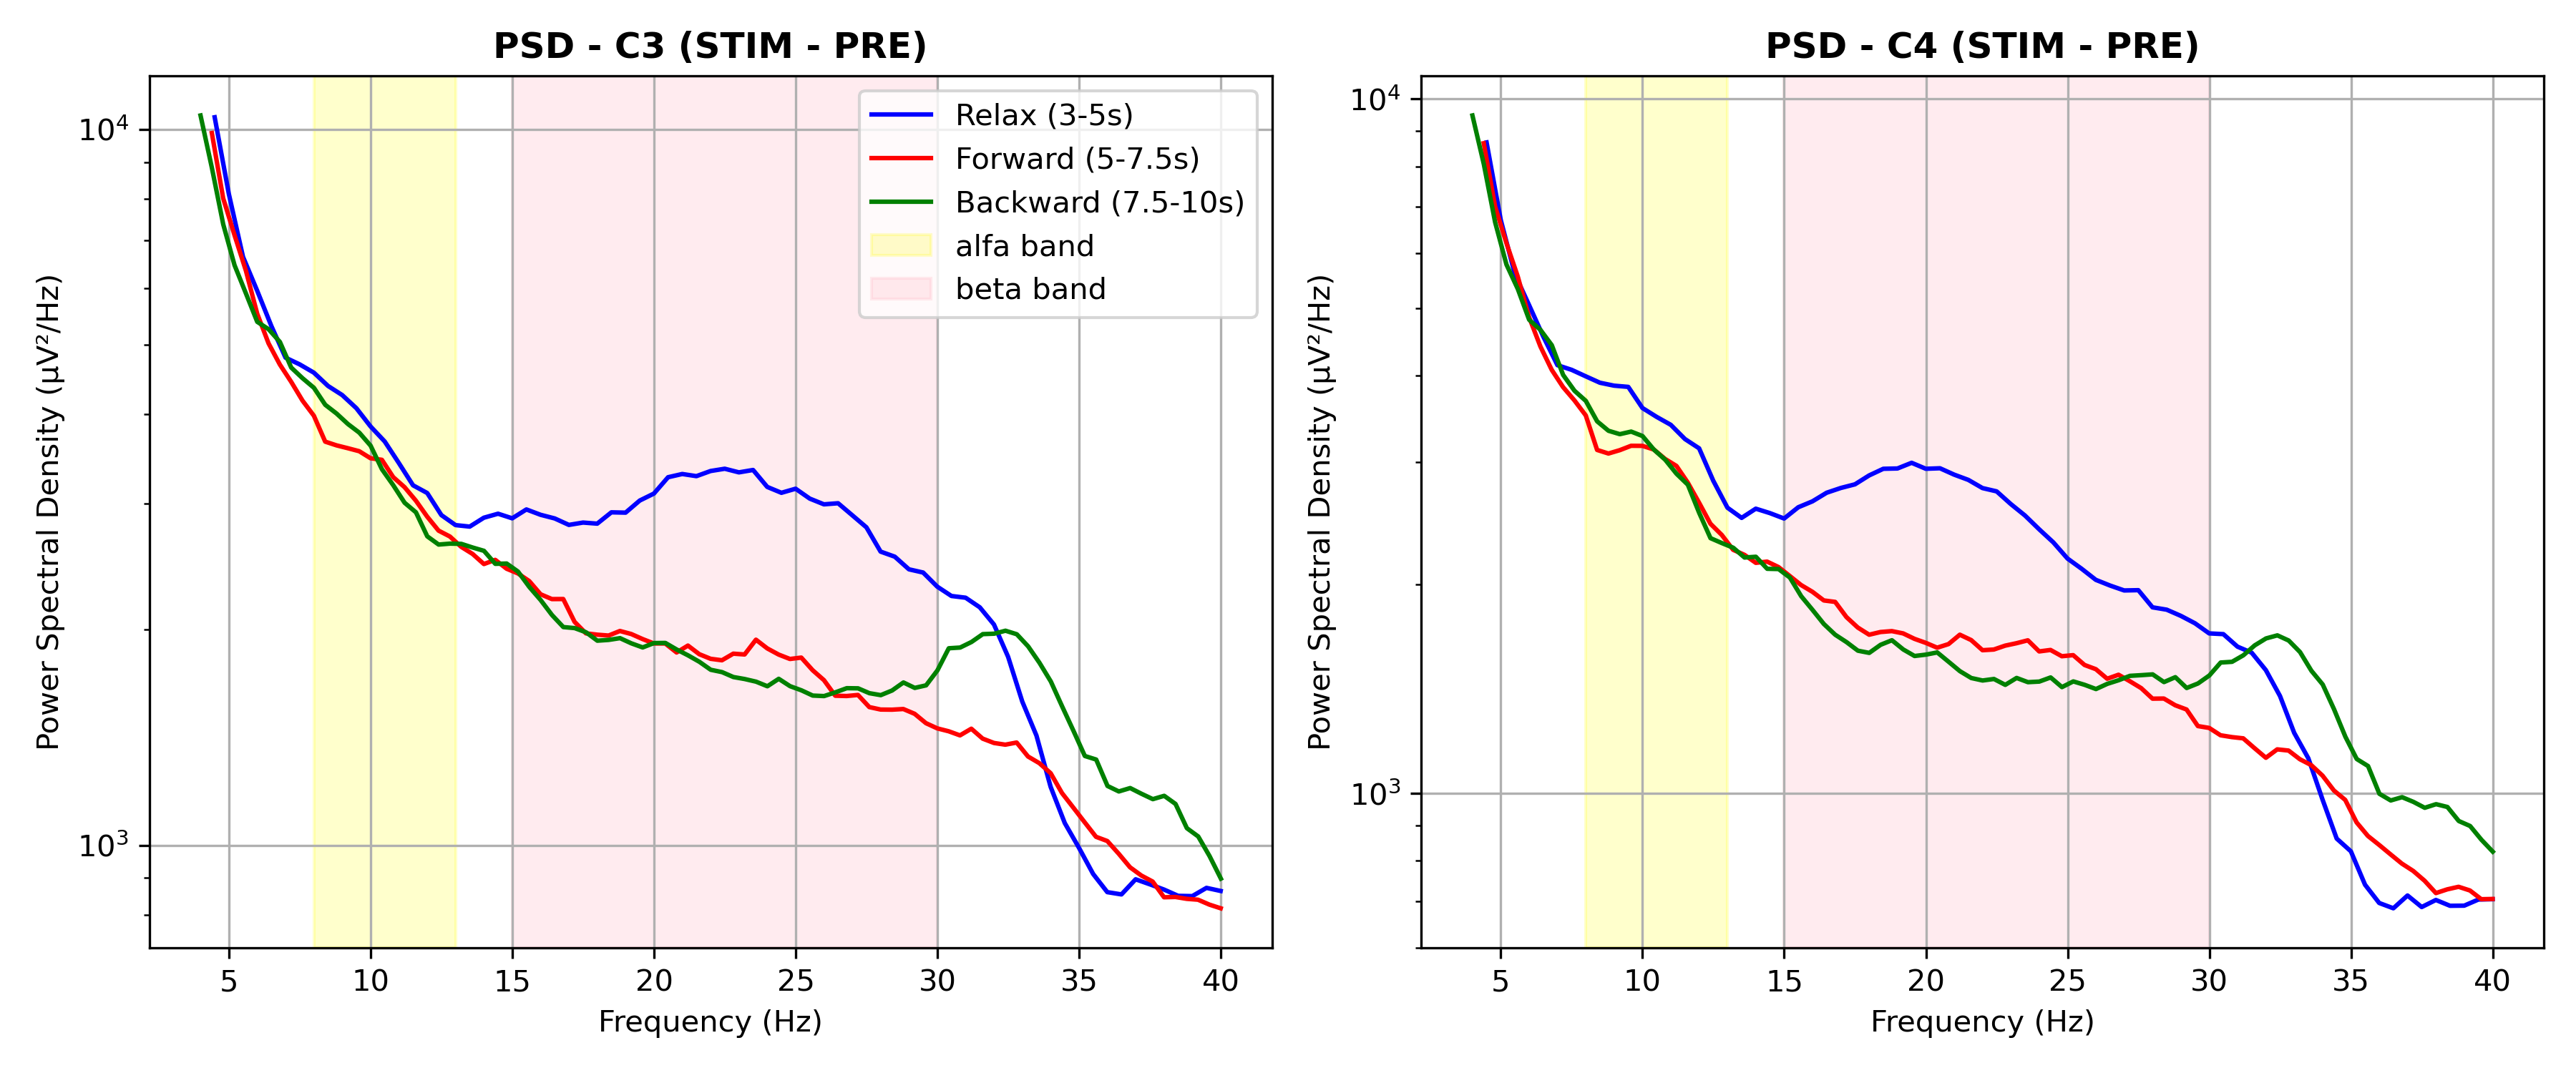 PSD - C3 (STIM - PRE)
Power Spectral Density (µV²/Hz)
10⁴
10³
Relax (3-5s)
Forward (5-7.5s)
Backward (7.5-10s)
alfa band
beta band
5 10 15 20 25 30 35 40
Frequency (Hz)
PSD - C4 (STIM - PRE)
Power Spectral Density (µV²/Hz)
10⁴
10³
5 10 15 20 25 30 35 40
Frequency (Hz)